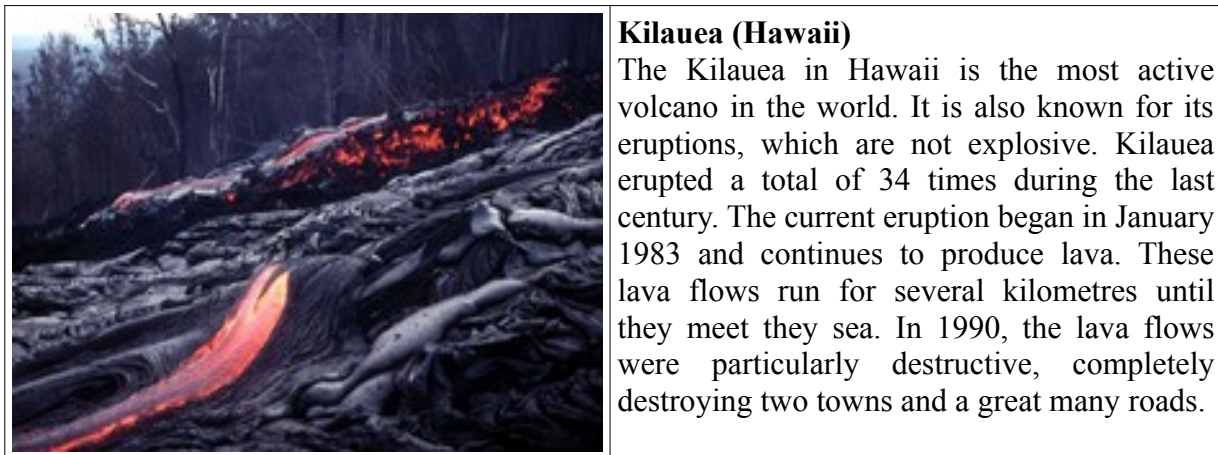 Kilauea (Hawaii)
The Kilauea in Hawaii is the most active
volcano in the world. It is also known for its
eruptions, which are not explosive. Kilauea
erupted a total of 34 times during the last
century. The current eruption began in January
1983 and continues to produce lava. These
lava flows run for several kilometres until
they meet they sea. In 1990, the lava flows
were particularly destructive, completely
destroying two towns and a great many roads.